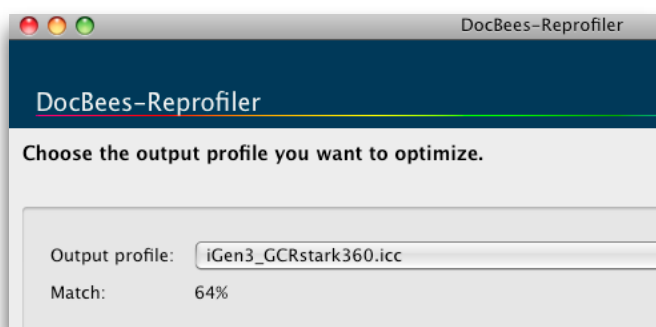 DocBees-Reprofiler
DocBees-Reprofiler
Choose the output profile you want to optimize.
Output profile: iGen3_GCRstark360.icc
Match: 64%